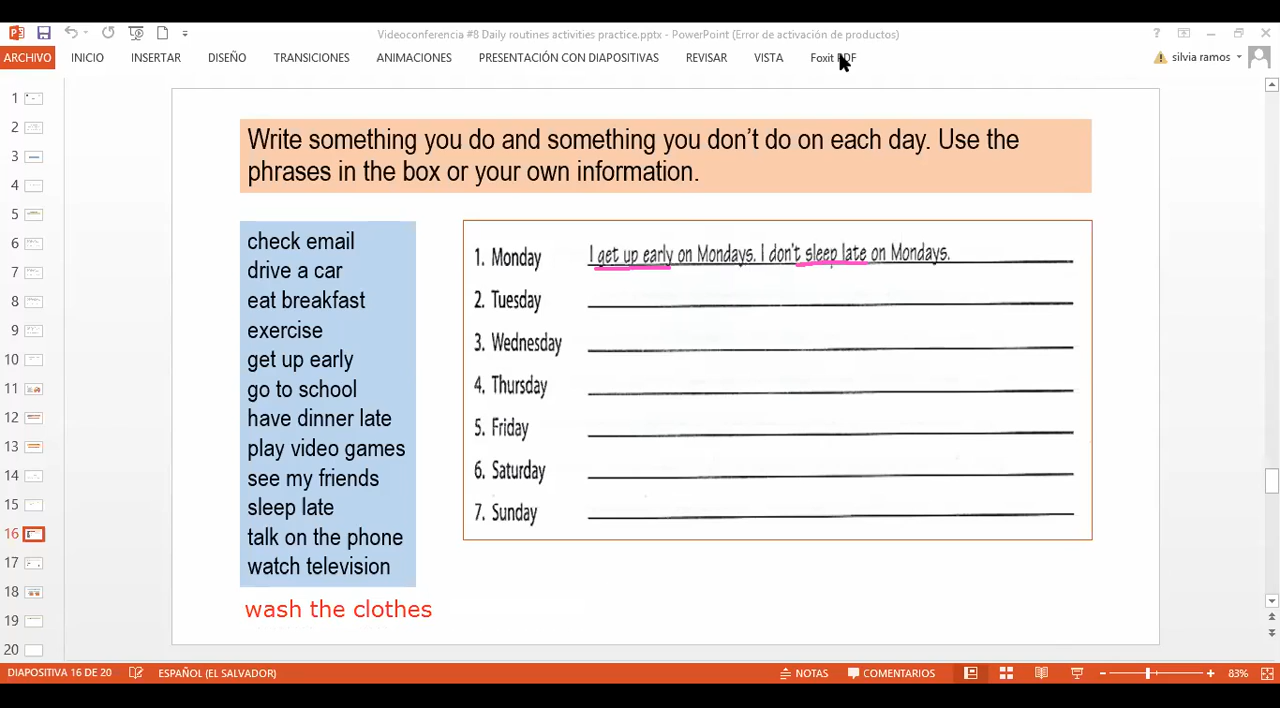 Videoconferencia #8 Daily routines activities practice.pptx - PowerPoint (Error de activación de productos)
ARCHIVO INICIO INSERTAR DISEÑO TRANSICIONES ANIMACIONES PRESENTACIÓN CON DIAPOSITIVAS REVISAR VISTA Foxit PDF silvia ramos
1
2
3
4
5
6
7
8
9
10
11
12
13
14
15
16
17
18
19
20
Write something you do and something you don't do on each day. Use the
phrases in the box or your own information.
check email
drive a car
eat breakfast
exercise
get up early
go to school
have dinner late
play video games
see my friends
sleep late
talk on the phone
watch television
wash the clothes
1. Monday I get up early on Mondays. I don't sleep late on Mondays.
2. Tuesday
3. Wednesday
4. Thursday
5. Friday
6. Saturday
7. Sunday
DIAPOSITIVA 16 DE 20 ESPAÑOL (EL SALVADOR) NOTAS COMENTARIOS 83%